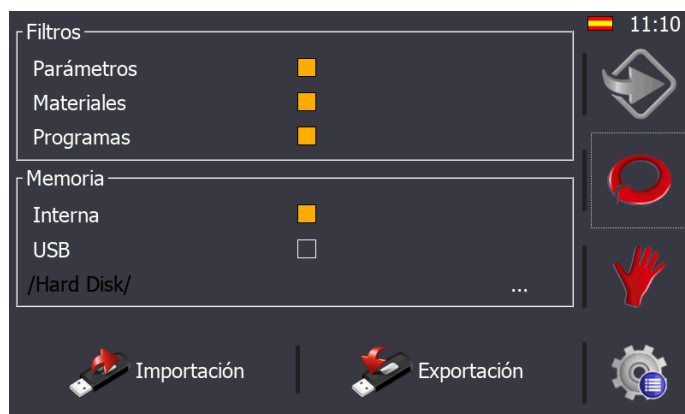 Filtros
11:10
Parámetros
Materiales
Programas
Memoria
Interna
USB
/Hard Disk/ ...
Importación
Exportación